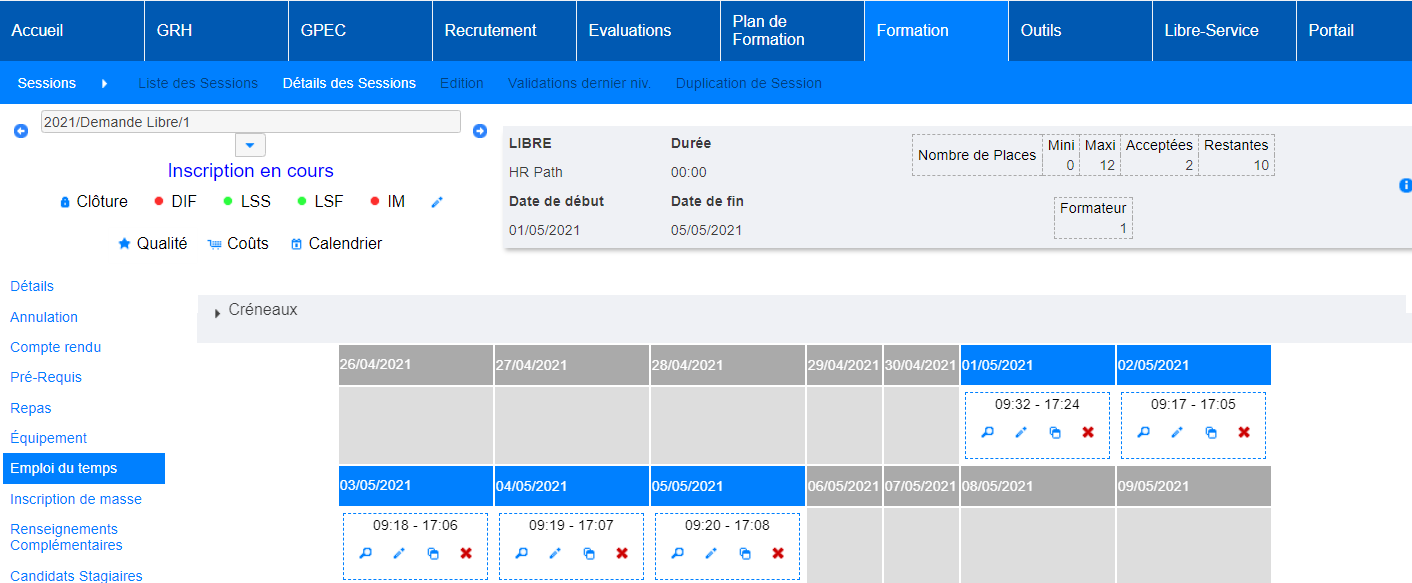 Accueil GRH GPEC Recrutement Evaluations Plan de Formation Formation Outils Libre-Service Portail
Sessions Liste des Sessions Détails des Sessions Edition Validations dernier niv. Duplication de Session
2021/Demande Libre/1
Inscription en cours
Clôture DIF LSS LSF IM
Qualité Coûts Calendrier
LIBRE Durée
HR Path 00:00
Date de début Date de fin
01/05/2021 05/05/2021
Nombre de Places Mini Maxi Acceptées Restantes
0 12 2 10
Formateur
1
Détails
Annulation
Compte rendu
Pré-Requis
Repas
Équipement
Emploi du temps
Inscription de masse
Renseignements
Complémentaires
Candidats Stagiaires
Créneaux
26/04/2021 27/04/2021 28/04/2021 29/04/2021 30/04/2021 01/05/2021 02/05/2021
09:32 - 17:24 09:17 - 17:05
03/05/2021 04/05/2021 05/05/2021 06/05/2021 07/05/2021 08/05/2021 09/05/2021
09:18 - 17:06 09:19 - 17:07 09:20 - 17:08